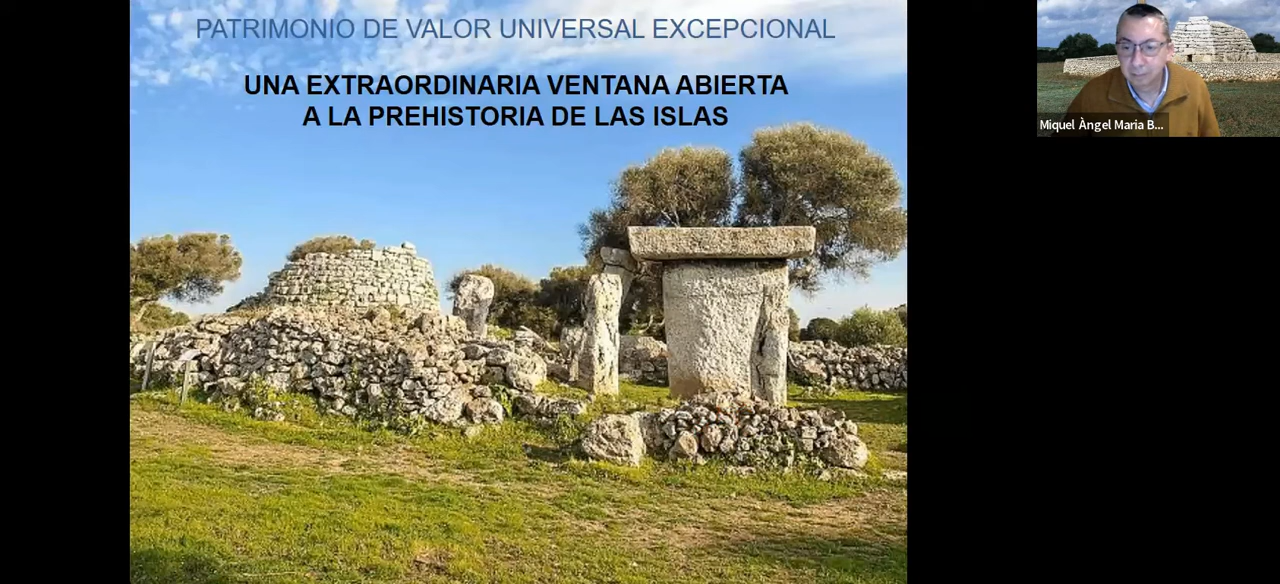 PATRIMONIO DE VALOR UNIVERSAL EXCEPCIONAL
UNA EXTRAORDINARIA VENTANA ABIERTA
A LA PREHISTORIA DE LAS ISLAS
Miquel Àngel Maria B...